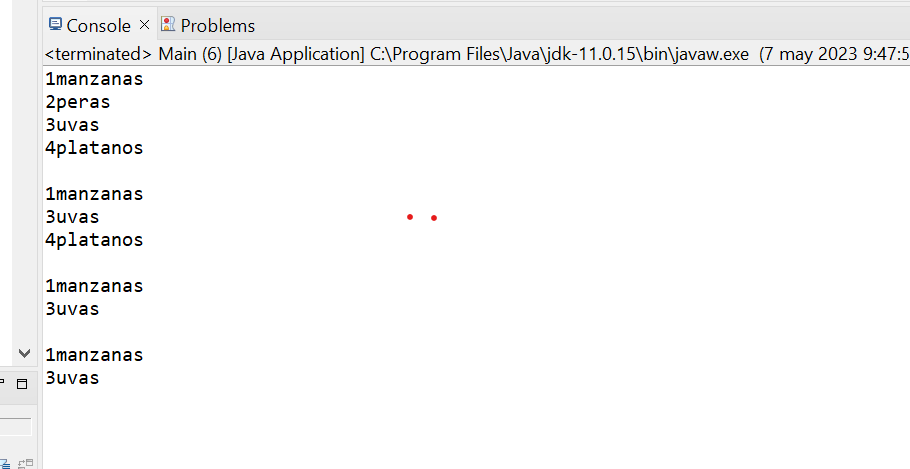 Console Problems
<terminated> Main (6) [Java Application] C:\Program Files\Java\jdk-11.0.15\bin\javaw.exe (7 may 2023 9:47:5
1manzanas
2peras
3uvas
4platanos
1manzanas
3uvas
4platanos
1manzanas
3uvas
1manzanas
3uvas